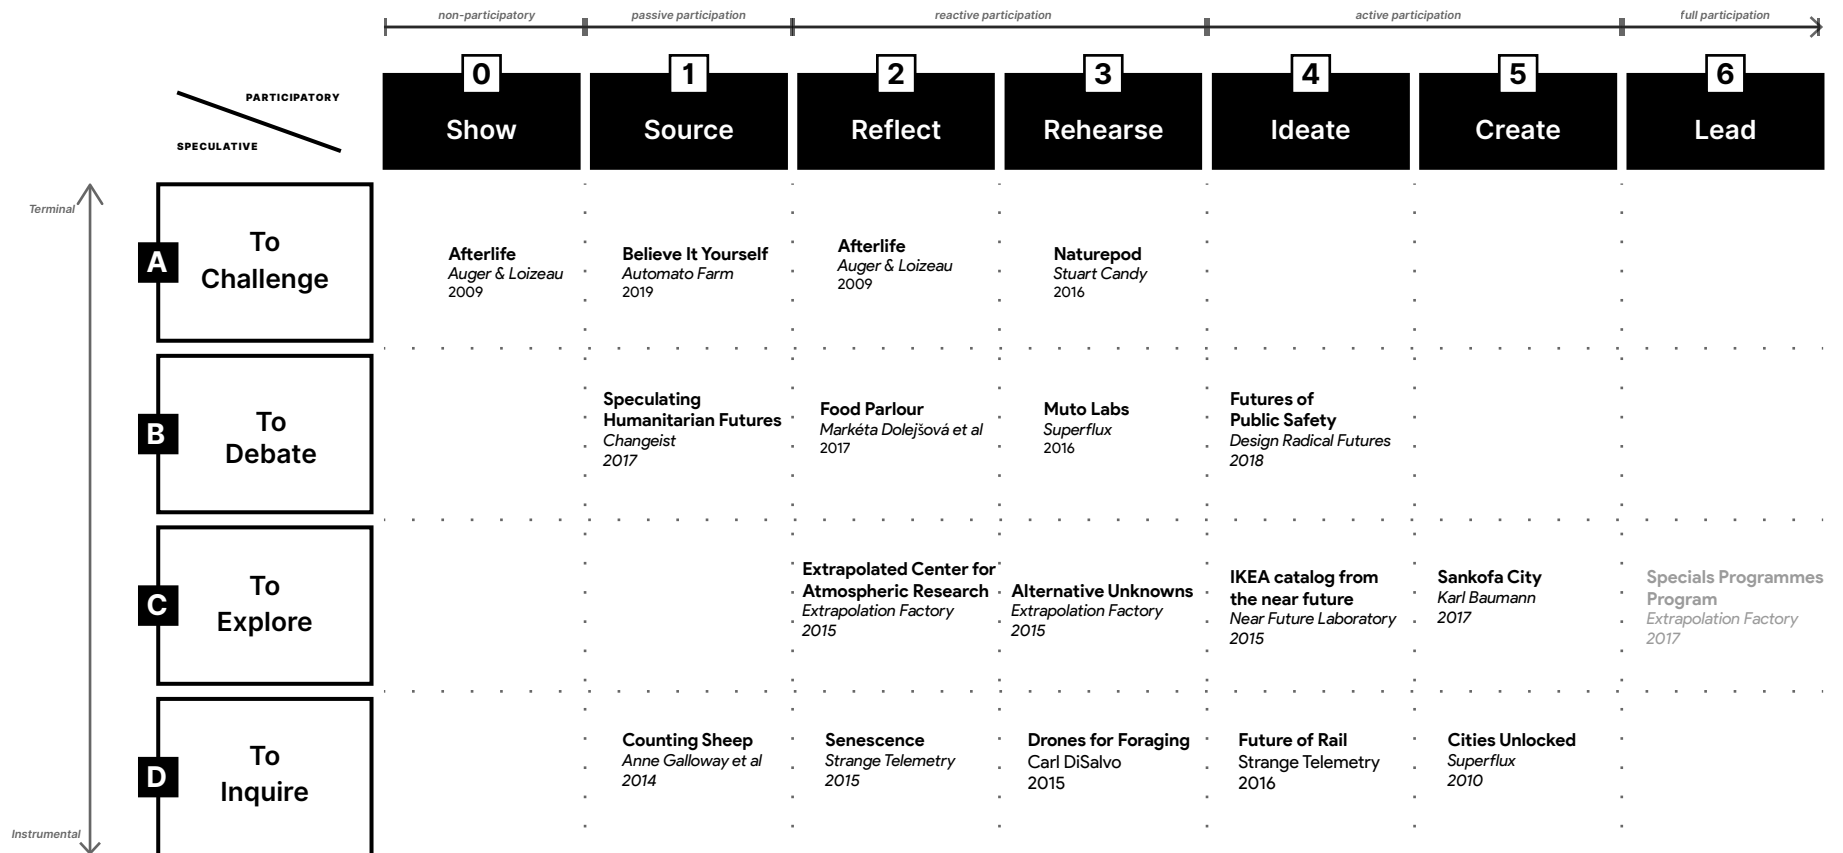 non-participatory
passive participation
reactive participation
active participation
full participation
PARTICIPATORY
SPECULATIVE
0
Show
1
Source
2
Reflect
3
Rehearse
4
Ideate
5
Create
6
Lead
Terminal
A
To
Challenge
Afterlife
Auger & Loizeau
2009
Believe It Yourself
Automato Farm
2019
Afterlife
Auger & Loizeau
2009
Naturepod
Stuart Candy
2016
B
To
Debate
Speculating
Humanitarian Futures
Changeist
2017
Food Parlour
Markéta Dolejšová et al
2017
Muto Labs
Superflux
2016
Futures of
Public Safety
Design Radical Futures
2018
C
To
Explore
Extrapolated Center for
Atmospheric Research
Extrapolation Factory
2015
Alternative Unknowns
Extrapolation Factory
2015
IKEA catalog from
the near future
Near Future Laboratory
2015
Sankofa City
Karl Baumann
2017
Specials Programmes
Program
Extrapolation Factory
2017
D
To
Inquire
Counting Sheep
Anne Galloway et al
2014
Senescence
Strange Telemetry
2015
Drones for Foraging
Carl DiSalvo
2015
Future of Rail
Strange Telemetry
2016
Cities Unlocked
Superflux
2010
Instrumental